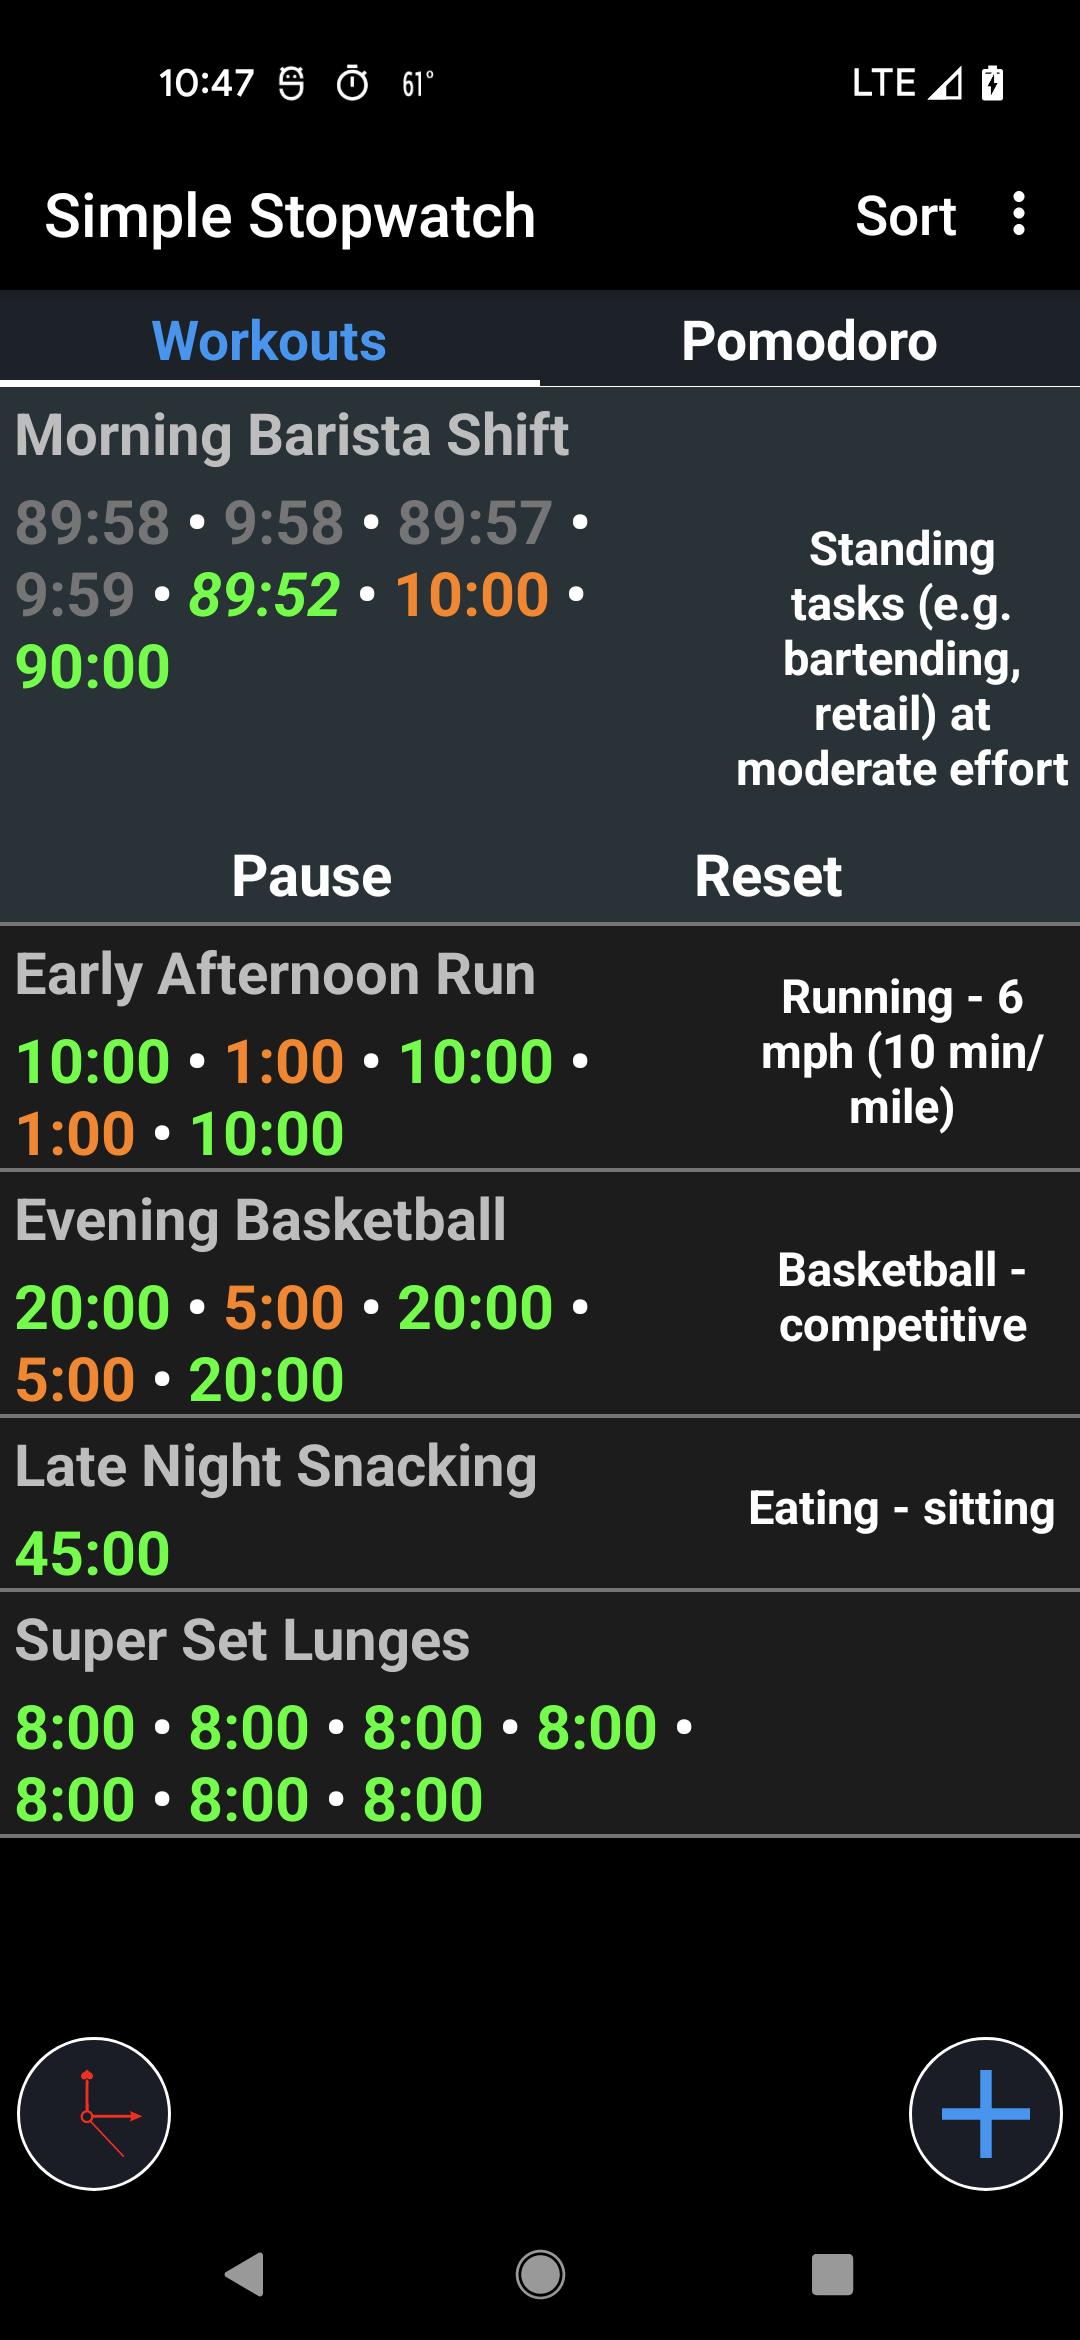 10:47 61° LTE
Simple Stopwatch Sort
Workouts Pomodoro
Morning Barista Shift
89:58 • 9:58 • 89:57 •
9:59 • 89:52 • 10:00 •
90:00
Standing
tasks (e.g.
bartending,
retail) at
moderate effort
Pause Reset
Early Afternoon Run
10:00 • 1:00 • 10:00 •
1:00 • 10:00
Running - 6
mph (10 min/
mile)
Evening Basketball
20:00 • 5:00 • 20:00 •
5:00 • 20:00
Basketball -
competitive
Late Night Snacking
45:00
Eating - sitting
Super Set Lunges
8:00 • 8:00 • 8:00 • 8:00 •
8:00 • 8:00 • 8:00